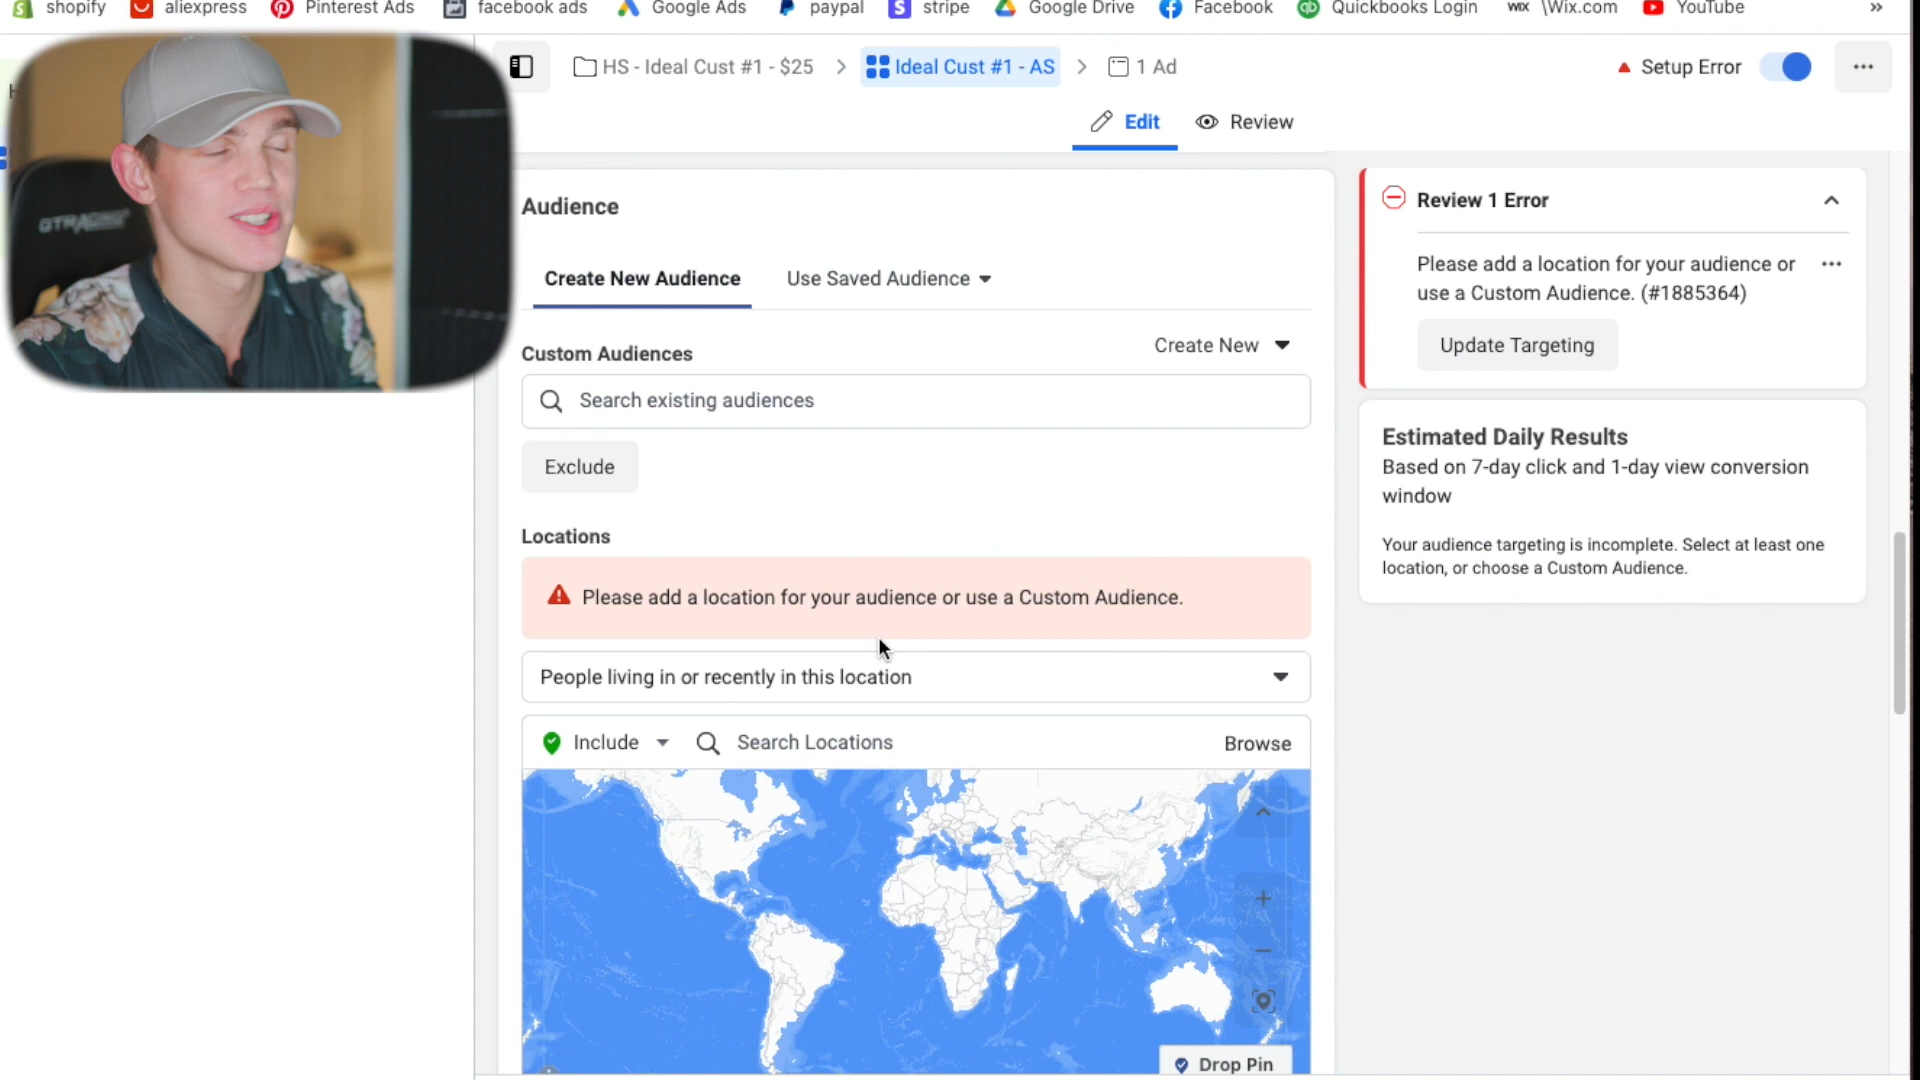 shopify aliexpress Pinterest Ads facebook ads Google Ads paypal stripe Google Drive Facebook Quickbooks Login WiX \Wix.com YouTube »
HS - Ideal Cust #1 - $25 > Ideal Cust #1 - AS > 1 Ad
Setup Error
Edit Review
GTRACING
Audience
Create New Audience Use Saved Audience
Custom Audiences Create New
Search existing audiences
Exclude
Locations
Please add a location for your audience or use a Custom Audience.
People living in or recently in this location
Include Search Locations Browse
Drop Pin
Review 1 Error
Please add a location for your audience or
use a Custom Audience. (#1885364)
Update Targeting
Estimated Daily Results
Based on 7-day click and 1-day view conversion
window
Your audience targeting is incomplete. Select at least one
location, or choose a Custom Audience.